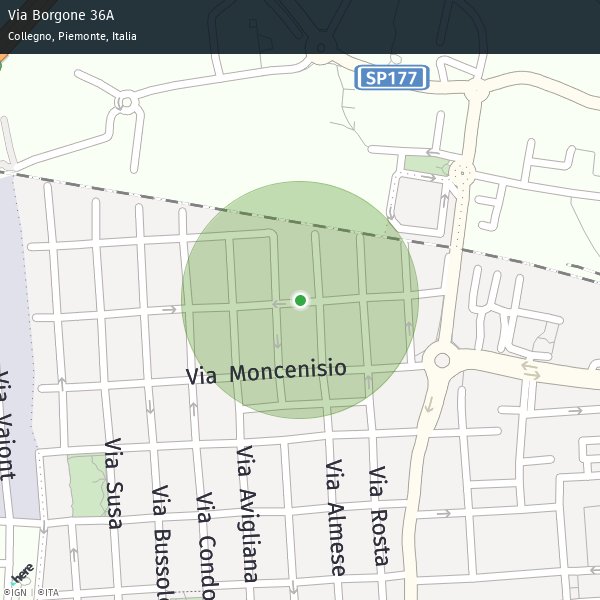 Via Borgone 36A
Collegno, Piemonte, Italia
SP177
Via Moncenisio
Via Vaiont
Via Susa
Via Bussole
Via Condo
Via Avigliana
Via Almese
Via Rosta
here
©IGN | ©ITA